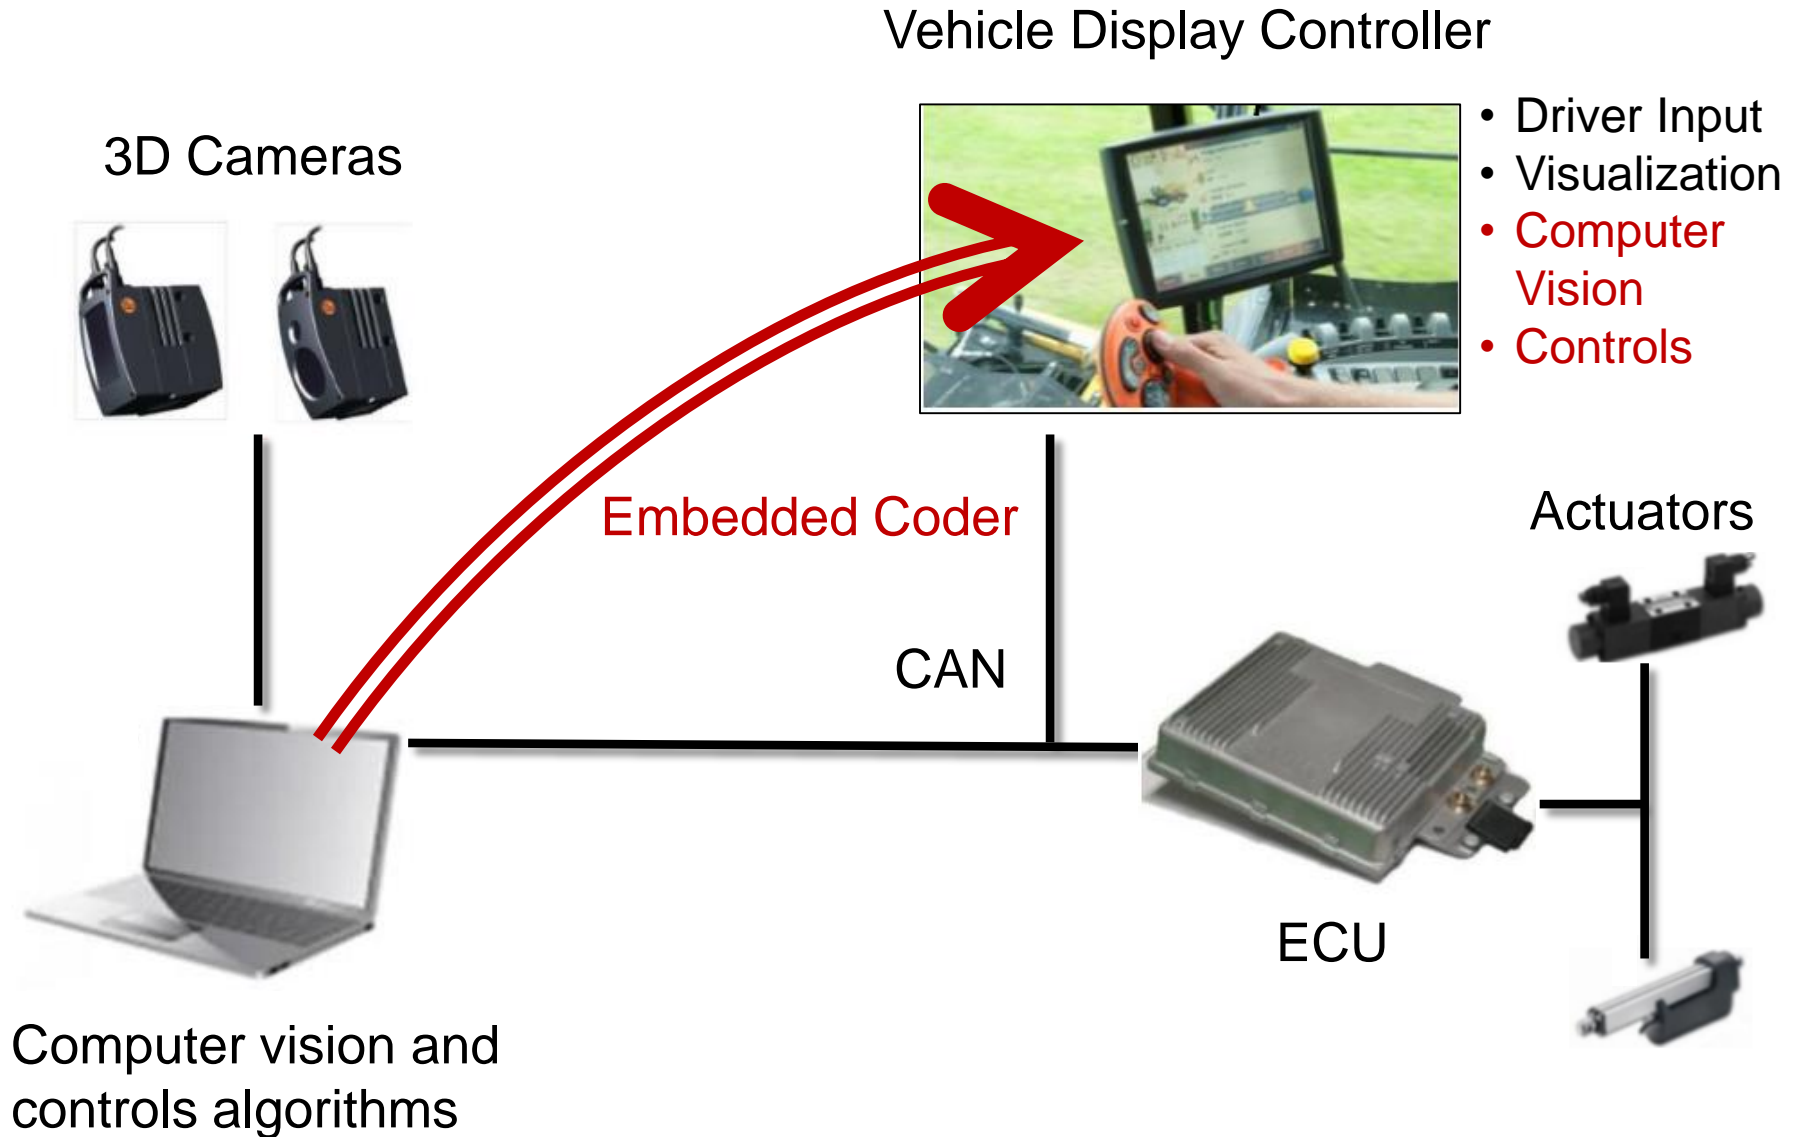 Vehicle Display Controller
3D Cameras
• Driver Input
• Visualization
• Computer
Vision
• Controls
Embedded Coder
Actuators
CAN
ECU
Computer vision and
controls algorithms